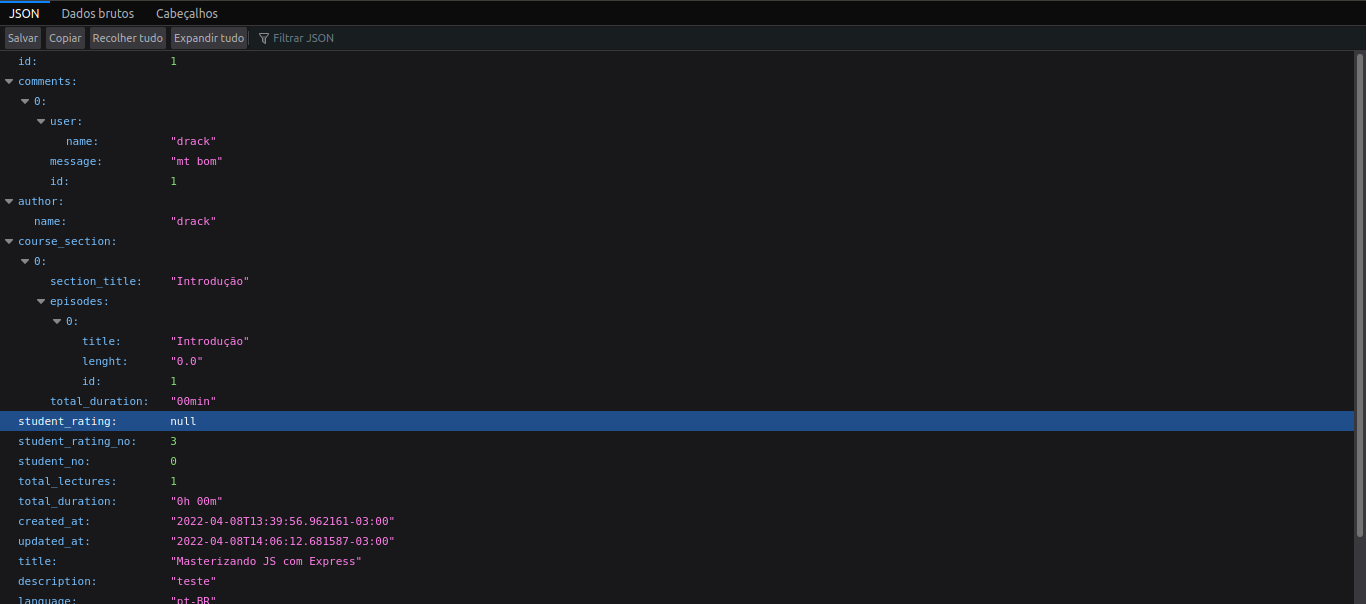 JSON Dados brutos Cabeçalhos
Salvar Copiar Recolher tudo Expandir tudo Filtrar JSON
id: 1
comments:
0:
user:
name: "drack"
message: "mt bom"
id: 1
author:
name: "drack"
course_section:
0:
section_title: "Introdução"
episodes:
0:
title: "Introdução"
lenght: "0.0"
id: 1
total_duration: "00min"
student_rating: null
student_rating_no: 3
student_no: 0
total_lectures: 1
total_duration: "0h 00m"
created_at: "2022-04-08T13:39:56.962161-03:00"
updated_at: "2022-04-08T14:06:12.681587-03:00"
title: "Masterizando JS com Express"
description: "teste"
language: "pt-BR"